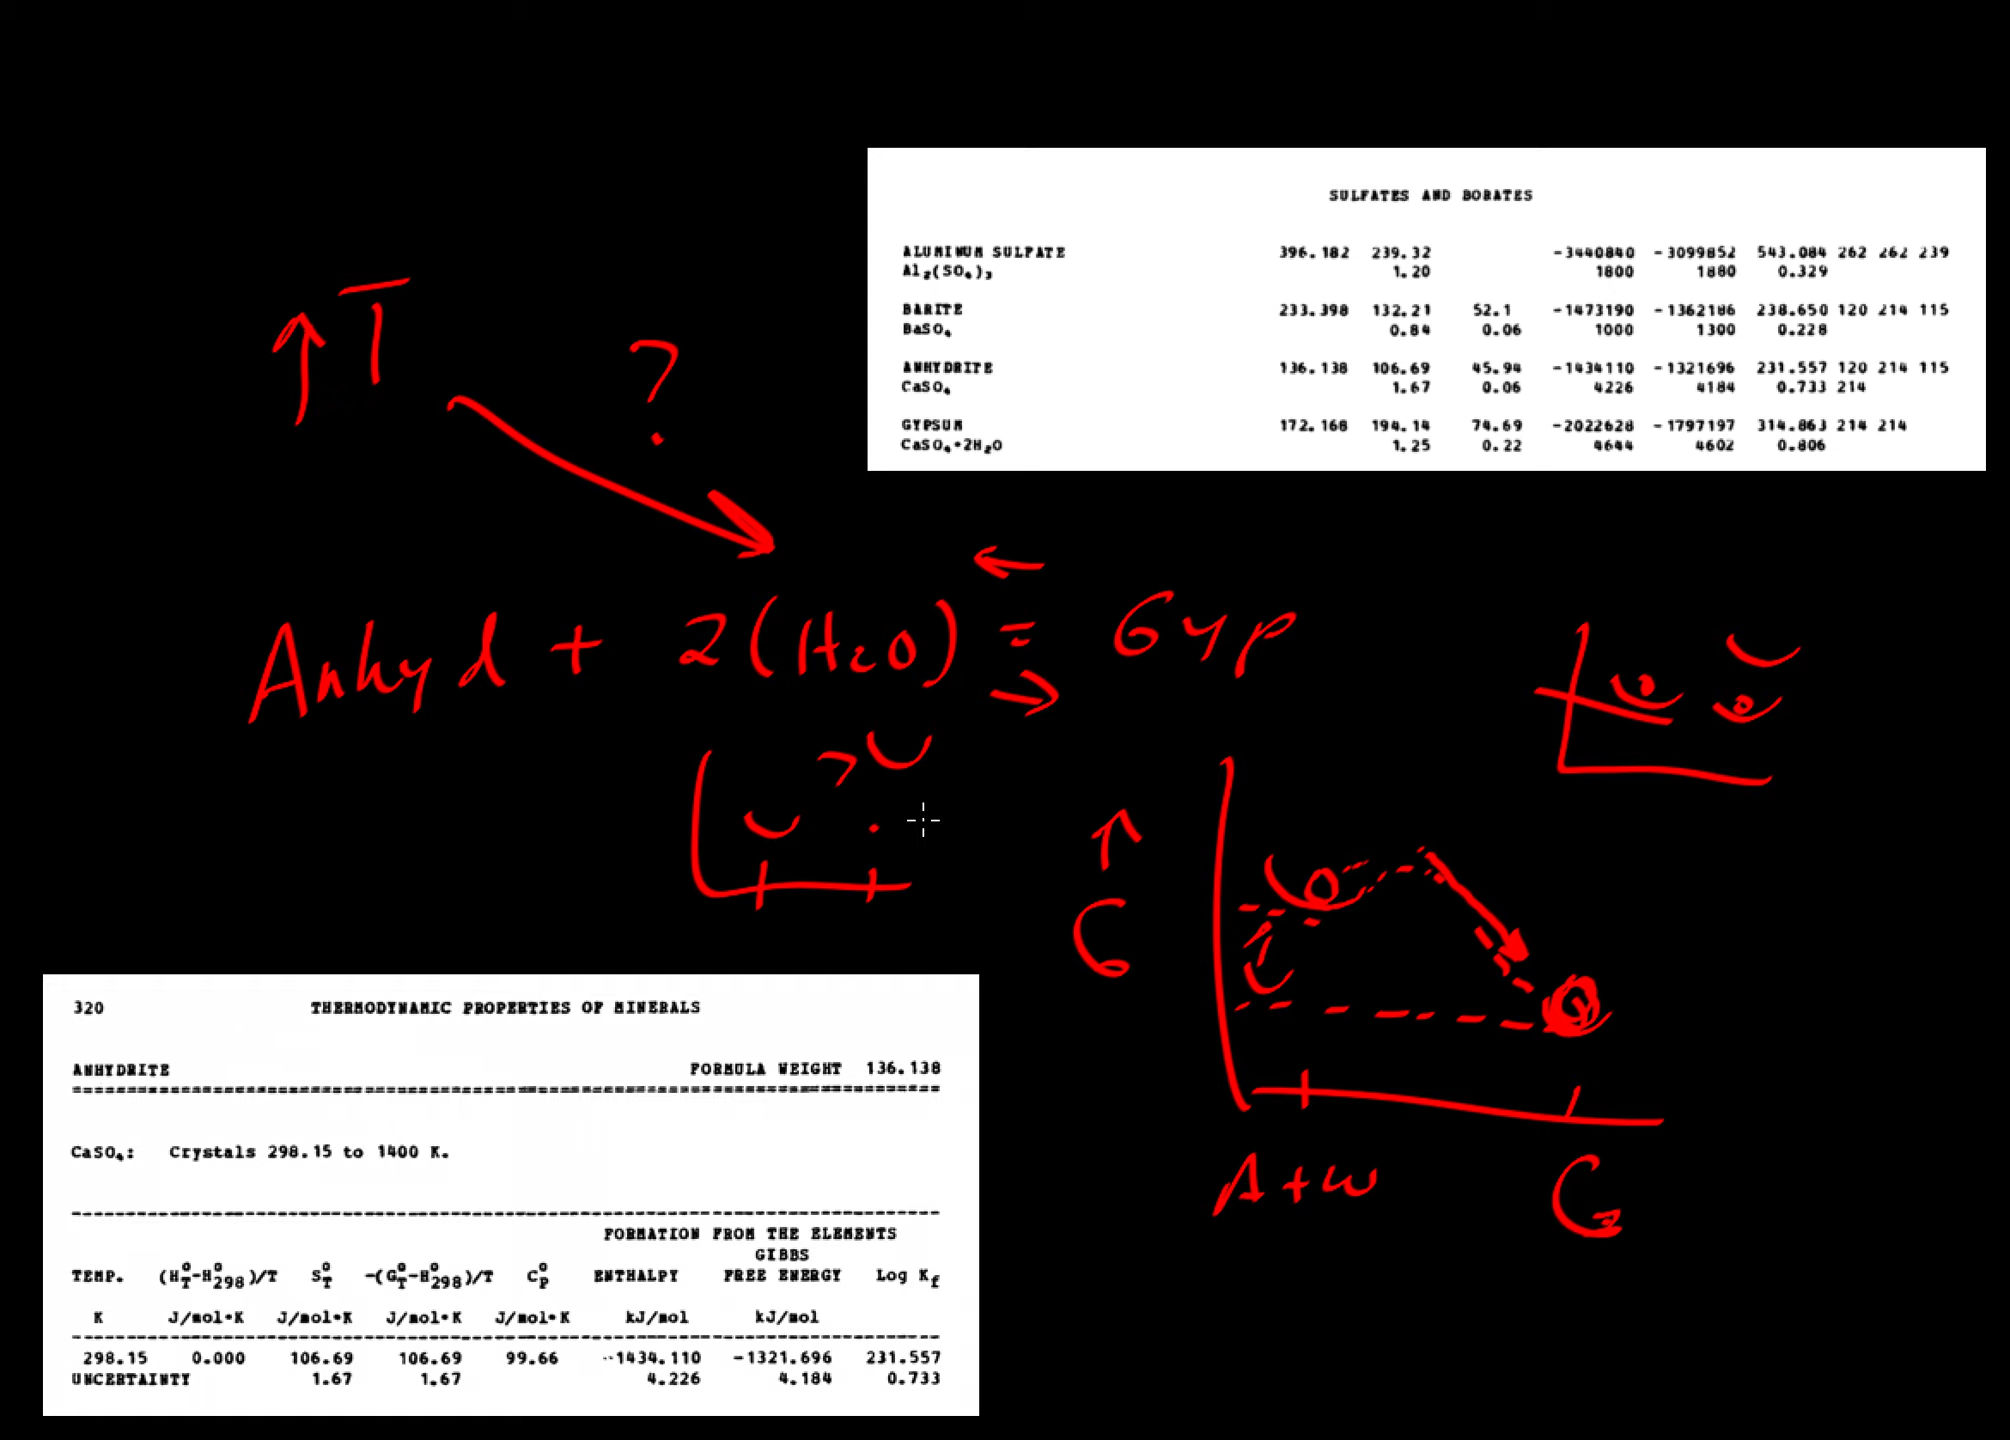 SULFATES AND BORATES
ALUMINUM SULFATE 396.182 239.32 -3440840 -3099852 543.084 262 262 239
Al₂(SO₄)₃ 1.20 1800 1880 0.329
BARITE 233.398 132.21 52.1 -1473190 -1362186 238.650 120 214 115
BaSO₄ 0.84 0.06 1000 1300 0.228
ANHYDRITE 136.138 106.69 45.94 -1434110 -1321696 231.557 120 214 115
CaSO₄ 1.67 0.06 4226 4184 0.733 214
GYPSUM 172.168 194.14 74.69 -2022628 -1797197 314.863 214 214
CaSO₄·2H₂O 1.25 0.22 4644 4602 0.806
↑ T
?
Anhyd + 2(H₂O) = Gyp
G
A+W
G
320 THERMODYNAMIC PROPERTIES OF MINERALS
ANHYDRITE FORMULA WEIGHT 136.138
CaSO₄: Crystals 298.15 to 1400 K.
FORMATION FROM THE ELEMENTS
GIBBS
TEMP. (H°T-H°298)/T S°T -(G°T-H°298)/T C°p ENTHALPY FREE ENERGY Log Kf
K J/mol·K J/mol·K J/mol·K J/mol·K kJ/mol kJ/mol
298.15 0.000 106.69 106.69 99.66 -1434.110 -1321.696 231.557
UNCERTAINTY 1.67 1.67 4.226 4.184 0.733